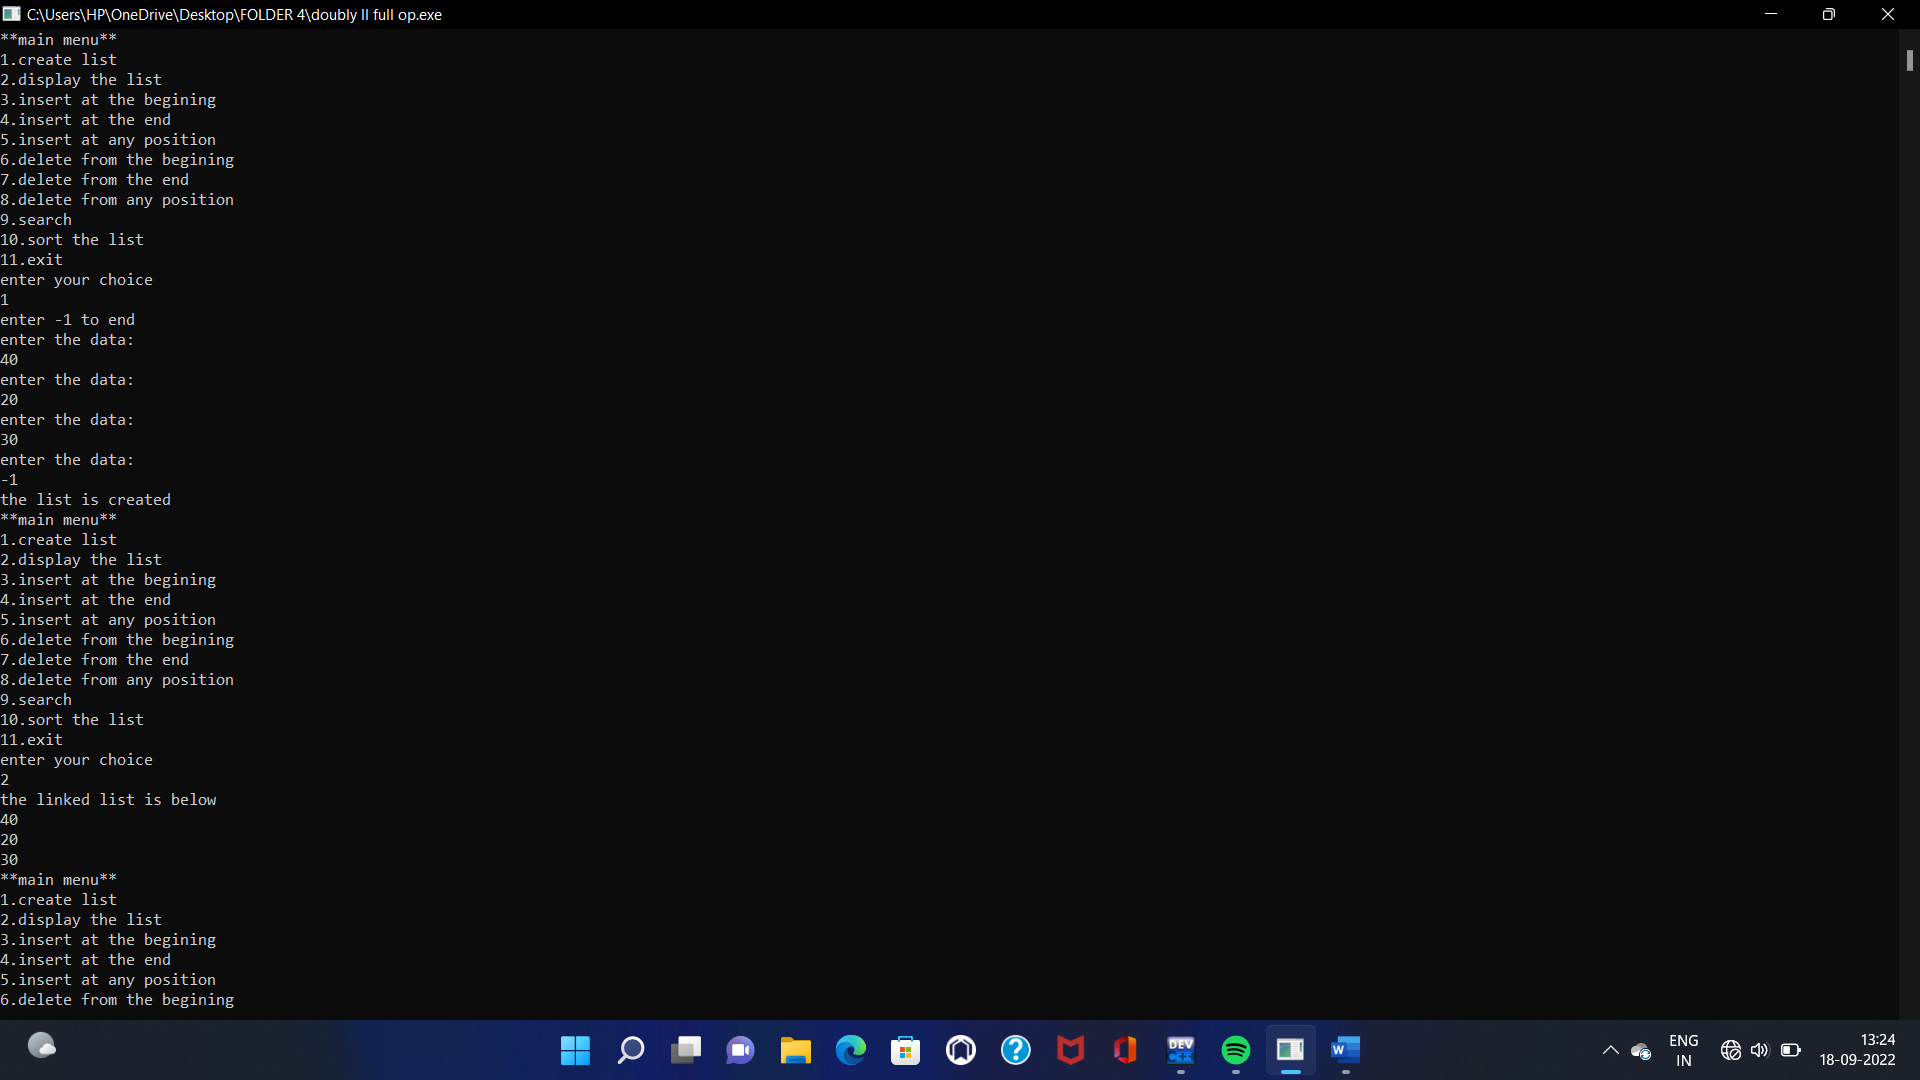 C:\Users\HP\OneDrive\Desktop\FOLDER 4\doubly ll full op.exe
**main menu**
1.create list
2.display the list
3.insert at the begining
4.insert at the end
5.insert at any position
6.delete from the begining
7.delete from the end
8.delete from any position
9.search
10.sort the list
11.exit
enter your choice
1
enter -1 to end
enter the data:
40
enter the data:
20
enter the data:
30
enter the data:
-1
the list is created
**main menu**
1.create list
2.display the list
3.insert at the begining
4.insert at the end
5.insert at any position
6.delete from the begining
7.delete from the end
8.delete from any position
9.search
10.sort the list
11.exit
enter your choice
2
the linked list is below
40
20
30
**main menu**
1.create list
2.display the list
3.insert at the begining
4.insert at the end
5.insert at any position
6.delete from the begining
DEV
C++
W
ENG
IN
13:24
18-09-2022